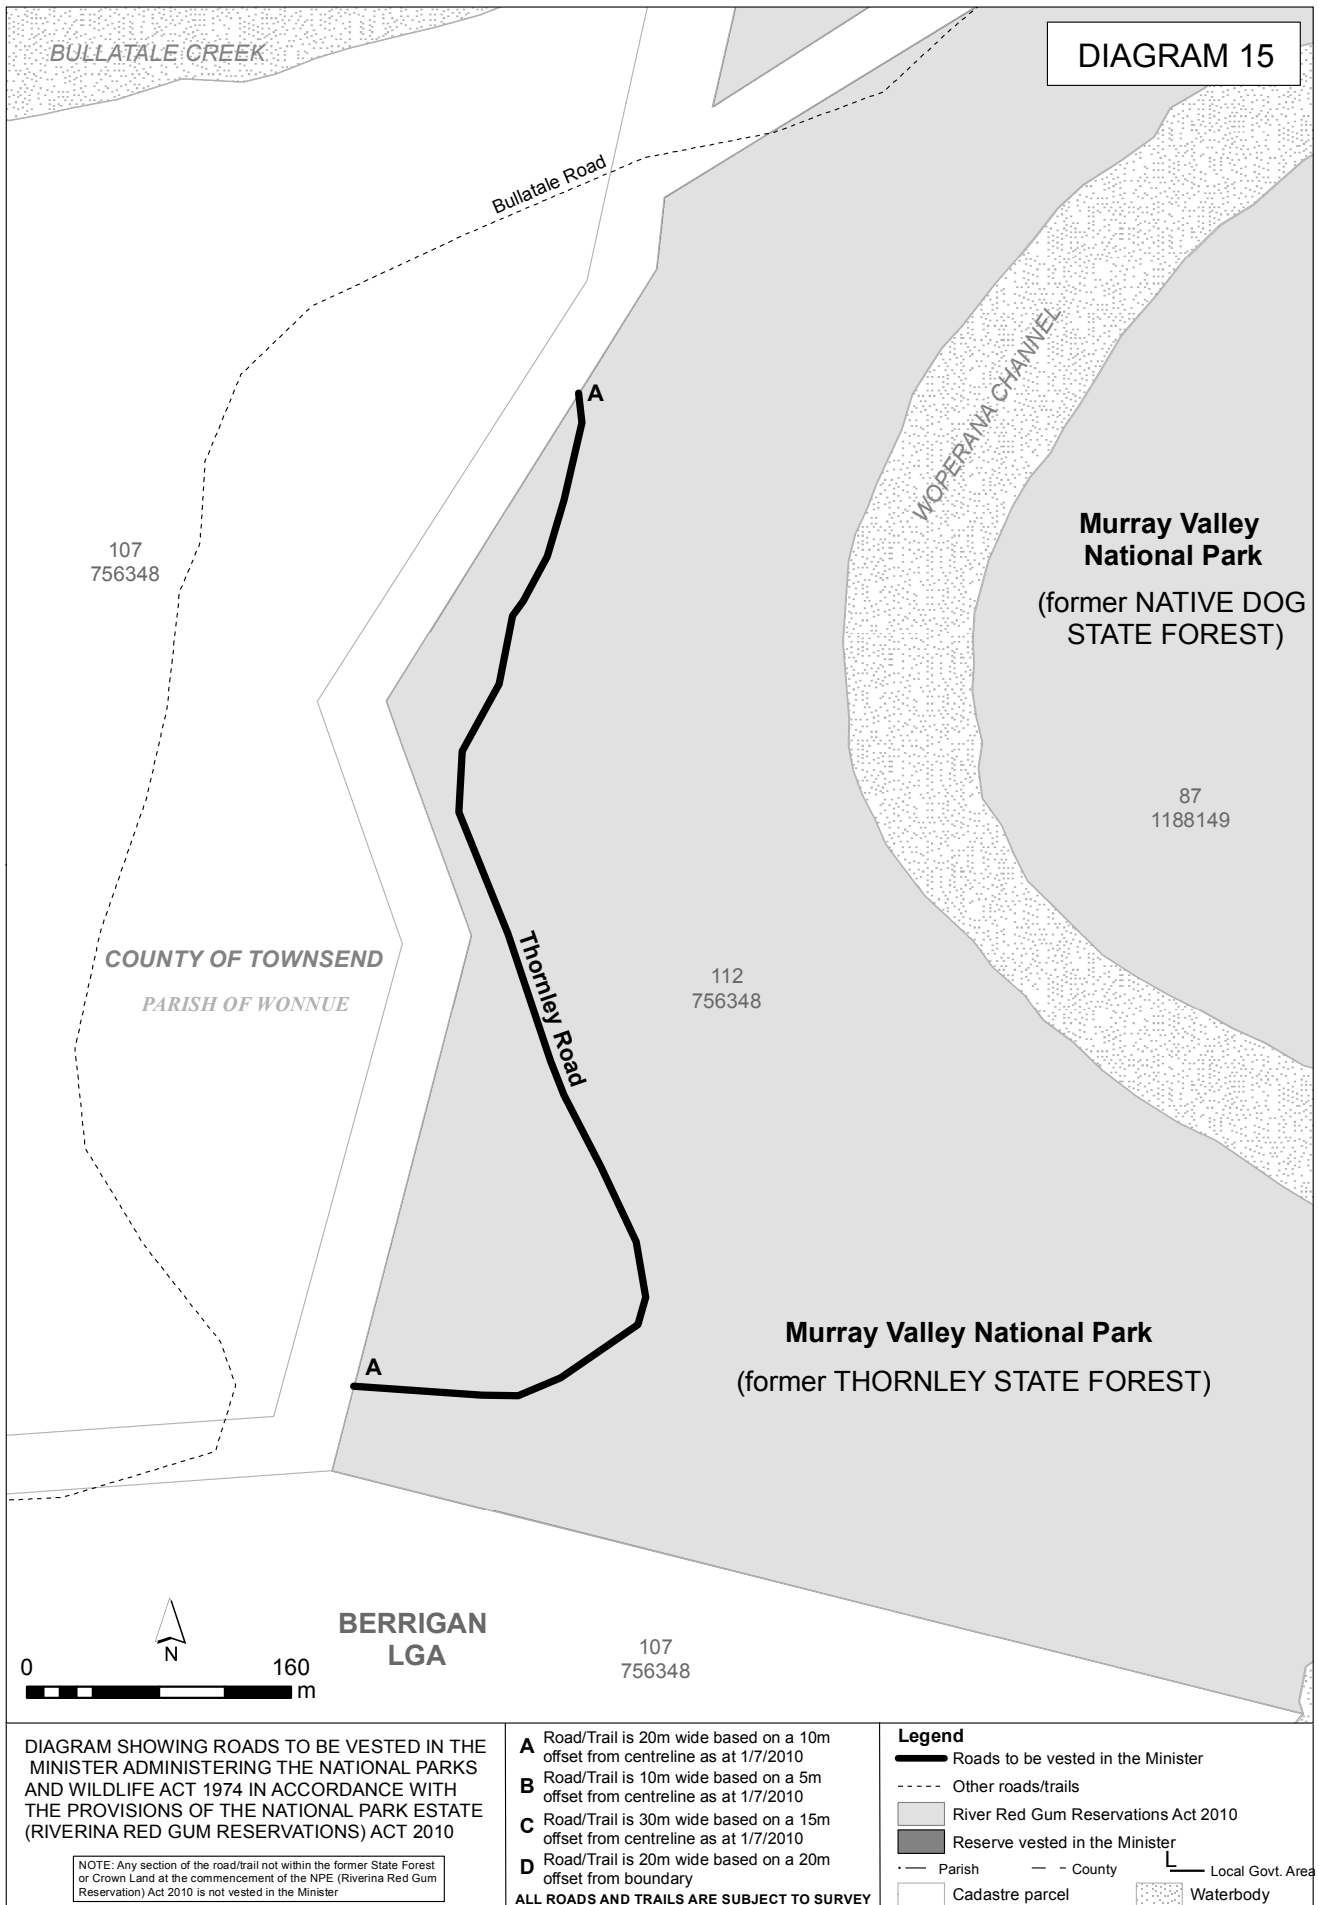 BULLATALE CREEK
DIAGRAM 15
Bullatale Road
A
WOPERANA CHANNEL
Murray Valley
National Park
(former NATIVE DOG
STATE FOREST)
107
756348
87
1188149
COUNTY OF TOWNSEND
PARISH OF WONNUE
Thornley Road
112
756348
Murray Valley National Park
(former THORNLEY STATE FOREST)
A
N
0 160
m
BERRIGAN
LGA
107
756348
DIAGRAM SHOWING ROADS TO BE VESTED IN THE
MINISTER ADMINISTERING THE NATIONAL PARKS
AND WILDLIFE ACT 1974 IN ACCORDANCE WITH
THE PROVISIONS OF THE NATIONAL PARK ESTATE
(RIVERINA RED GUM RESERVATIONS) ACT 2010
NOTE: Any section of the road/trail not within the former State Forest
or Crown Land at the commencement of the NPE (Riverina Red Gum
Reservation) Act 2010 is not vested in the Minister
A Road/Trail is 20m wide based on a 10m
offset from centreline as at 1/7/2010
B Road/Trail is 10m wide based on a 5m
offset from centreline as at 1/7/2010
C Road/Trail is 30m wide based on a 15m
offset from centreline as at 1/7/2010
D Road/Trail is 20m wide based on a 20m
offset from boundary
ALL ROADS AND TRAILS ARE SUBJECT TO SURVEY
Legend
Roads to be vested in the Minister
Other roads/trails
River Red Gum Reservations Act 2010
Reserve vested in the Minister
Parish County Local Govt. Area
Cadastre parcel Waterbody